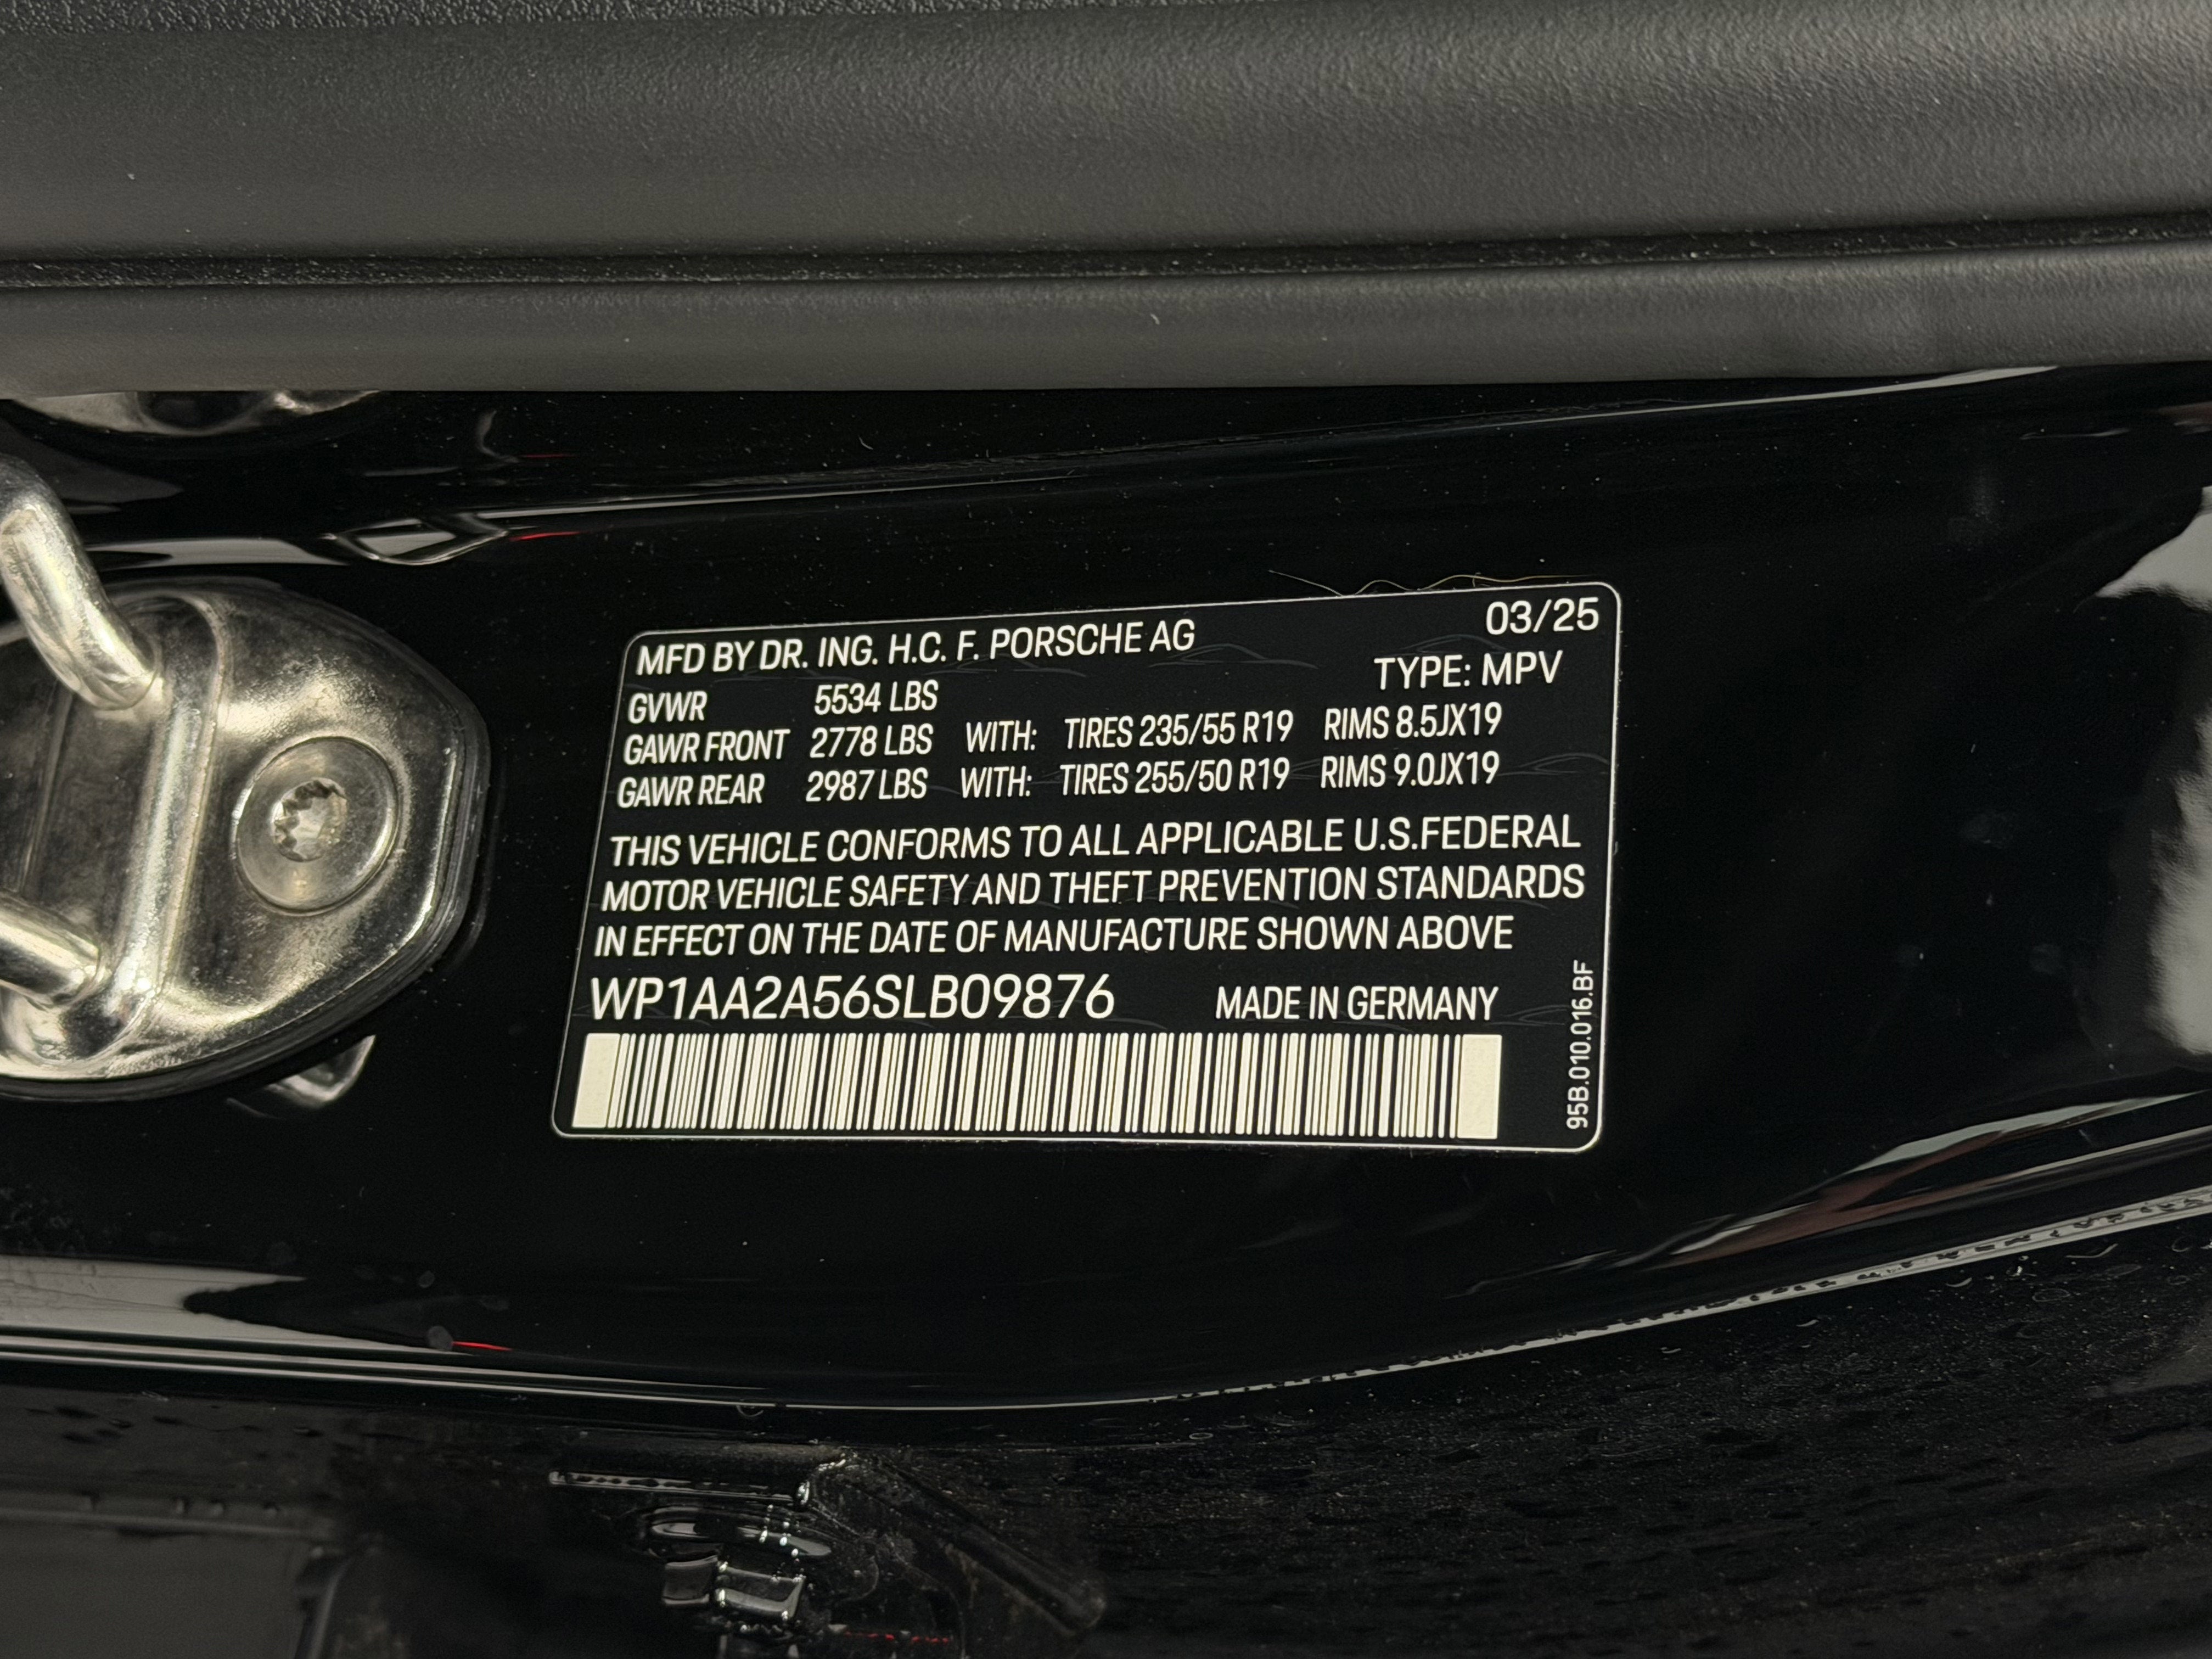 MFD BY DR. ING. H.C. F. PORSCHE AG 03/25
TYPE: MPV
GVWR 5534 LBS
GAWR FRONT 2778 LBS WITH: TIRES 235/55 R19 RIMS 8.5JX19
GAWR REAR 2987 LBS WITH: TIRES 255/50 R19 RIMS 9.0JX19
THIS VEHICLE CONFORMS TO ALL APPLICABLE U.S.FEDERAL
MOTOR VEHICLE SAFETY AND THEFT PREVENTION STANDARDS
IN EFFECT ON THE DATE OF MANUFACTURE SHOWN ABOVE
WP1AA2A56SLB09876 MADE IN GERMANY
95B.010.016.BF